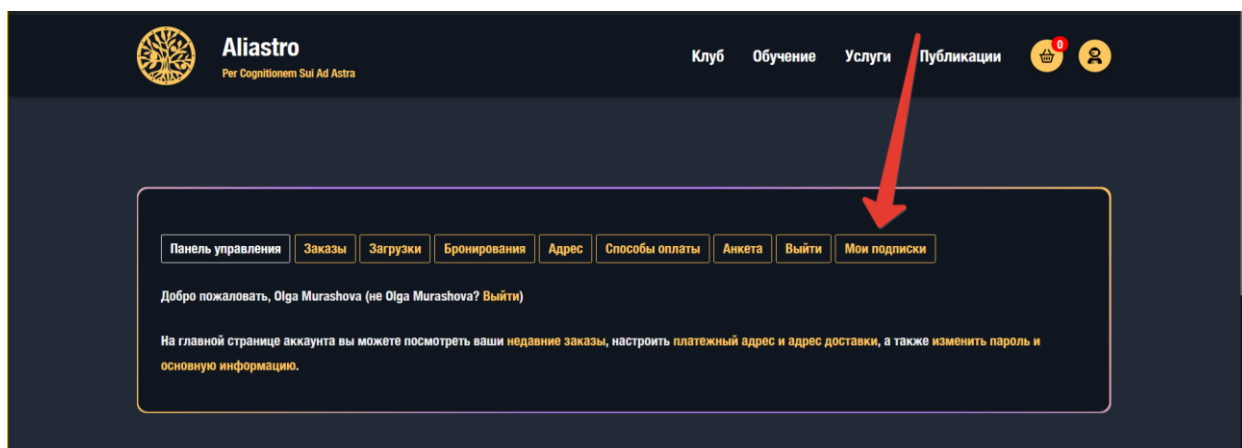 Aliastro
Per Cognitionem Sui Ad Astra
Клуб Обучение Услуги Публикации 0
Панель управления Заказы Загрузки Бронирования Адрес Способы оплаты Анкета Выйти Мои подписки
Добро пожаловать, Olga Murashova (не Olga Murashova? Выйти)
На главной странице аккаунта вы можете посмотреть ваши недавние заказы, настроить платежный адрес и адрес доставки, а также изменить пароль и
основную информацию.